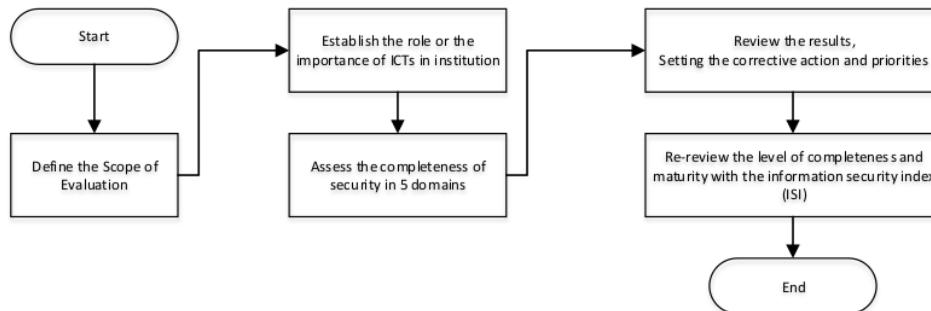 Start
Define the Scope of
Evaluation
Establish the role or the
importance of ICTs in institution
Assess the completeness of
security in 5 domains
Review the results,
Setting the corrective action and priorities
Re-review the level of completeness and
maturity with the information security index
(ISI)
End